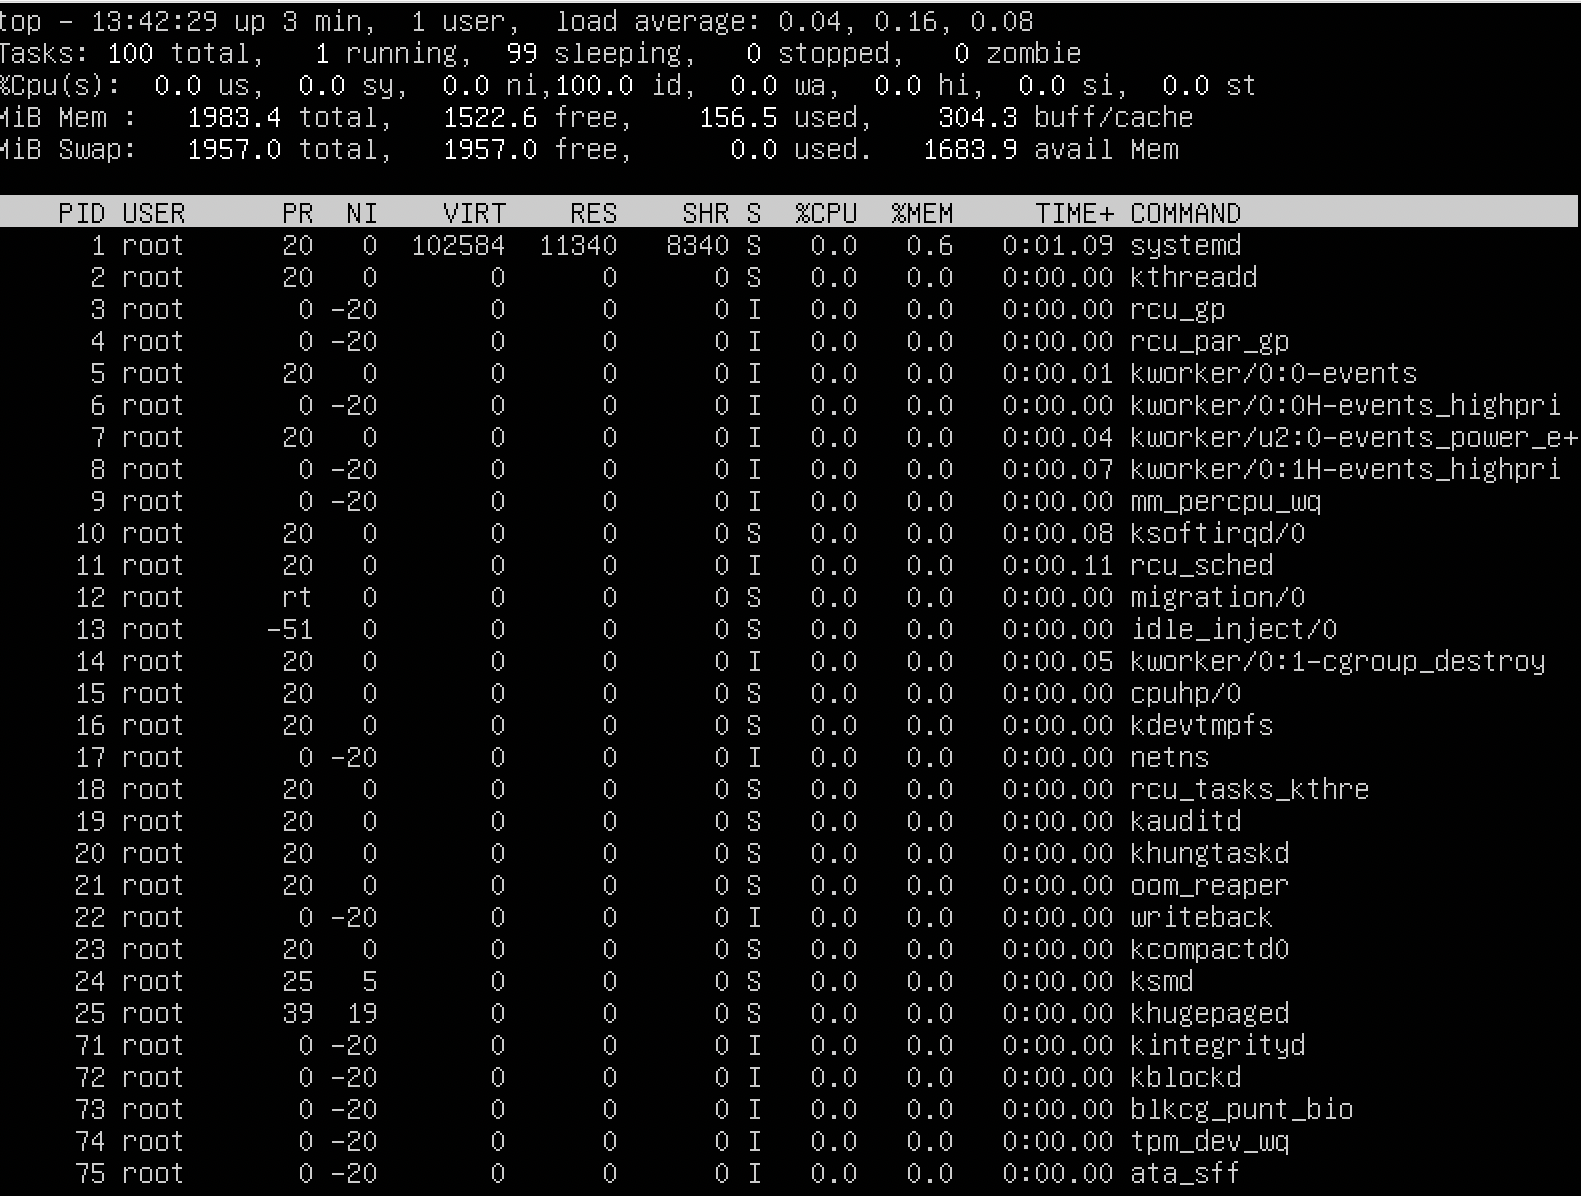 top - 13:42:29 up 3 min,  1 user,  load average: 0.04, 0.16, 0.08
Tasks: 100 total,   1 running,  99 sleeping,   0 stopped,   0 zombie
%Cpu(s):  0.0 us,  0.0 sy,  0.0 ni,100.0 id,  0.0 wa,  0.0 hi,  0.0 si,  0.0 st
MiB Mem :   1983.4 total,   1522.6 free,    156.5 used,    304.3 buff/cache
MiB Swap:   1957.0 total,   1957.0 free,      0.0 used.   1683.9 avail Mem
PID USER      PR  NI    VIRT    RES    SHR S  %CPU  %MEM     TIME+ COMMAND
1 root      20   0  102584  11340   8340 S   0.0   0.6   0:01.09 systemd
2 root      20   0       0      0      0 S   0.0   0.0   0:00.00 kthreadd
3 root       0 -20       0      0      0 I   0.0   0.0   0:00.00 rcu_gp
4 root       0 -20       0      0      0 I   0.0   0.0   0:00.00 rcu_par_gp
5 root      20   0       0      0      0 I   0.0   0.0   0:00.01 kworker/0:0-events
6 root       0 -20       0      0      0 I   0.0   0.0   0:00.00 kworker/0:0H-events_highpri
7 root      20   0       0      0      0 I   0.0   0.0   0:00.04 kworker/u2:0-events_power_e+
8 root       0 -20       0      0      0 I   0.0   0.0   0:00.07 kworker/0:1H-events_highpri
9 root       0 -20       0      0      0 I   0.0   0.0   0:00.00 mm_percpu_wq
10 root      20   0       0      0      0 S   0.0   0.0   0:00.08 ksoftirqd/0
11 root      20   0       0      0      0 I   0.0   0.0   0:00.11 rcu_sched
12 root      rt   0       0      0      0 S   0.0   0.0   0:00.00 migration/0
13 root     -51   0       0      0      0 S   0.0   0.0   0:00.00 idle_inject/0
14 root      20   0       0      0      0 I   0.0   0.0   0:00.05 kworker/0:1-cgroup_destroy
15 root      20   0       0      0      0 S   0.0   0.0   0:00.00 cpuhp/0
16 root      20   0       0      0      0 S   0.0   0.0   0:00.00 kdevtmpfs
17 root       0 -20       0      0      0 I   0.0   0.0   0:00.00 netns
18 root      20   0       0      0      0 S   0.0   0.0   0:00.00 rcu_tasks_kthre
19 root      20   0       0      0      0 S   0.0   0.0   0:00.00 kauditd
20 root      20   0       0      0      0 S   0.0   0.0   0:00.00 khungtaskd
21 root      20   0       0      0      0 S   0.0   0.0   0:00.00 oom_reaper
22 root       0 -20       0      0      0 I   0.0   0.0   0:00.00 writeback
23 root      20   0       0      0      0 S   0.0   0.0   0:00.00 kcompactd0
24 root      25   5       0      0      0 S   0.0   0.0   0:00.00 ksmd
25 root      39  19       0      0      0 S   0.0   0.0   0:00.00 khugepaged
71 root       0 -20       0      0      0 I   0.0   0.0   0:00.00 kintegrityd
72 root       0 -20       0      0      0 I   0.0   0.0   0:00.00 kblockd
73 root       0 -20       0      0      0 I   0.0   0.0   0:00.00 blkcg_punt_bio
74 root       0 -20       0      0      0 I   0.0   0.0   0:00.00 tpm_dev_wq
75 root       0 -20       0      0      0 I   0.0   0.0   0:00.00 ata_sff